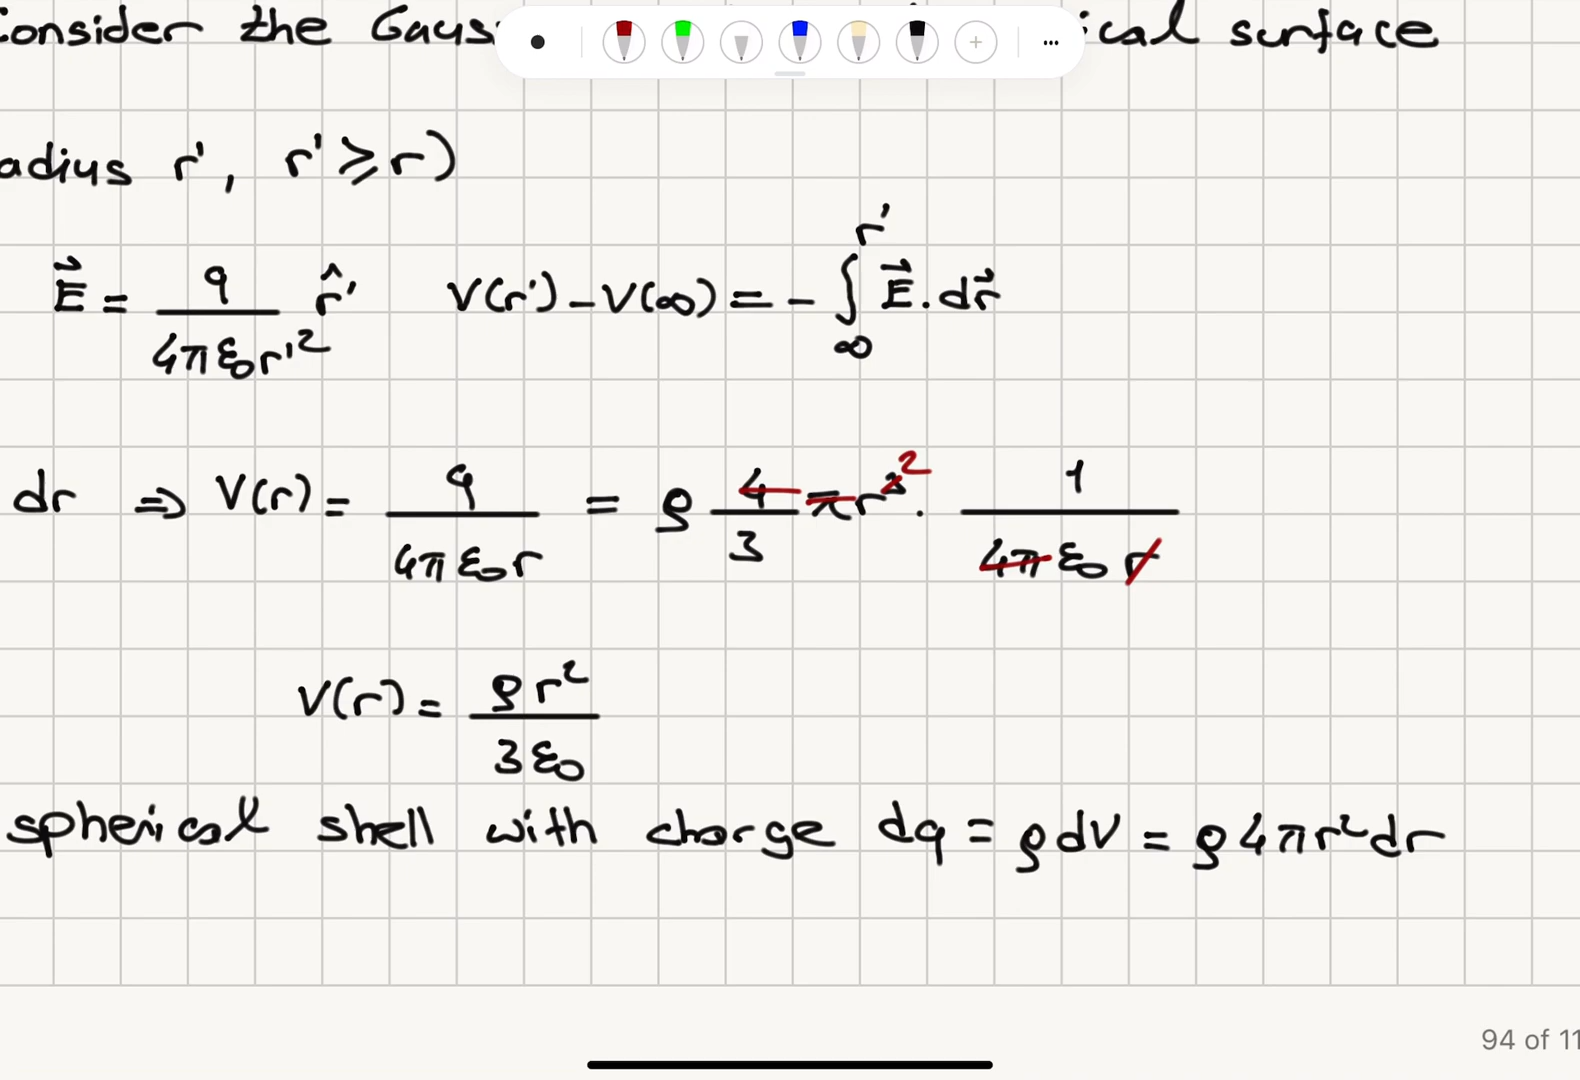 Consider the Gaus ical surface
adius r', r' ⩾ r)
E⃗ = q / 4πε₀r'² r̂' V(r') - V(∞) = - ∫_∞^r' E⃗ . dr⃗
dr ⇒ V(r) = q / 4πε₀r = ρ 4/3 πr³ ² . 1 / 4πε₀r
V(r) = ρr² / 3ε₀
spherical shell with charge dq = ρdV = ρ4πr²dr
94 of 11